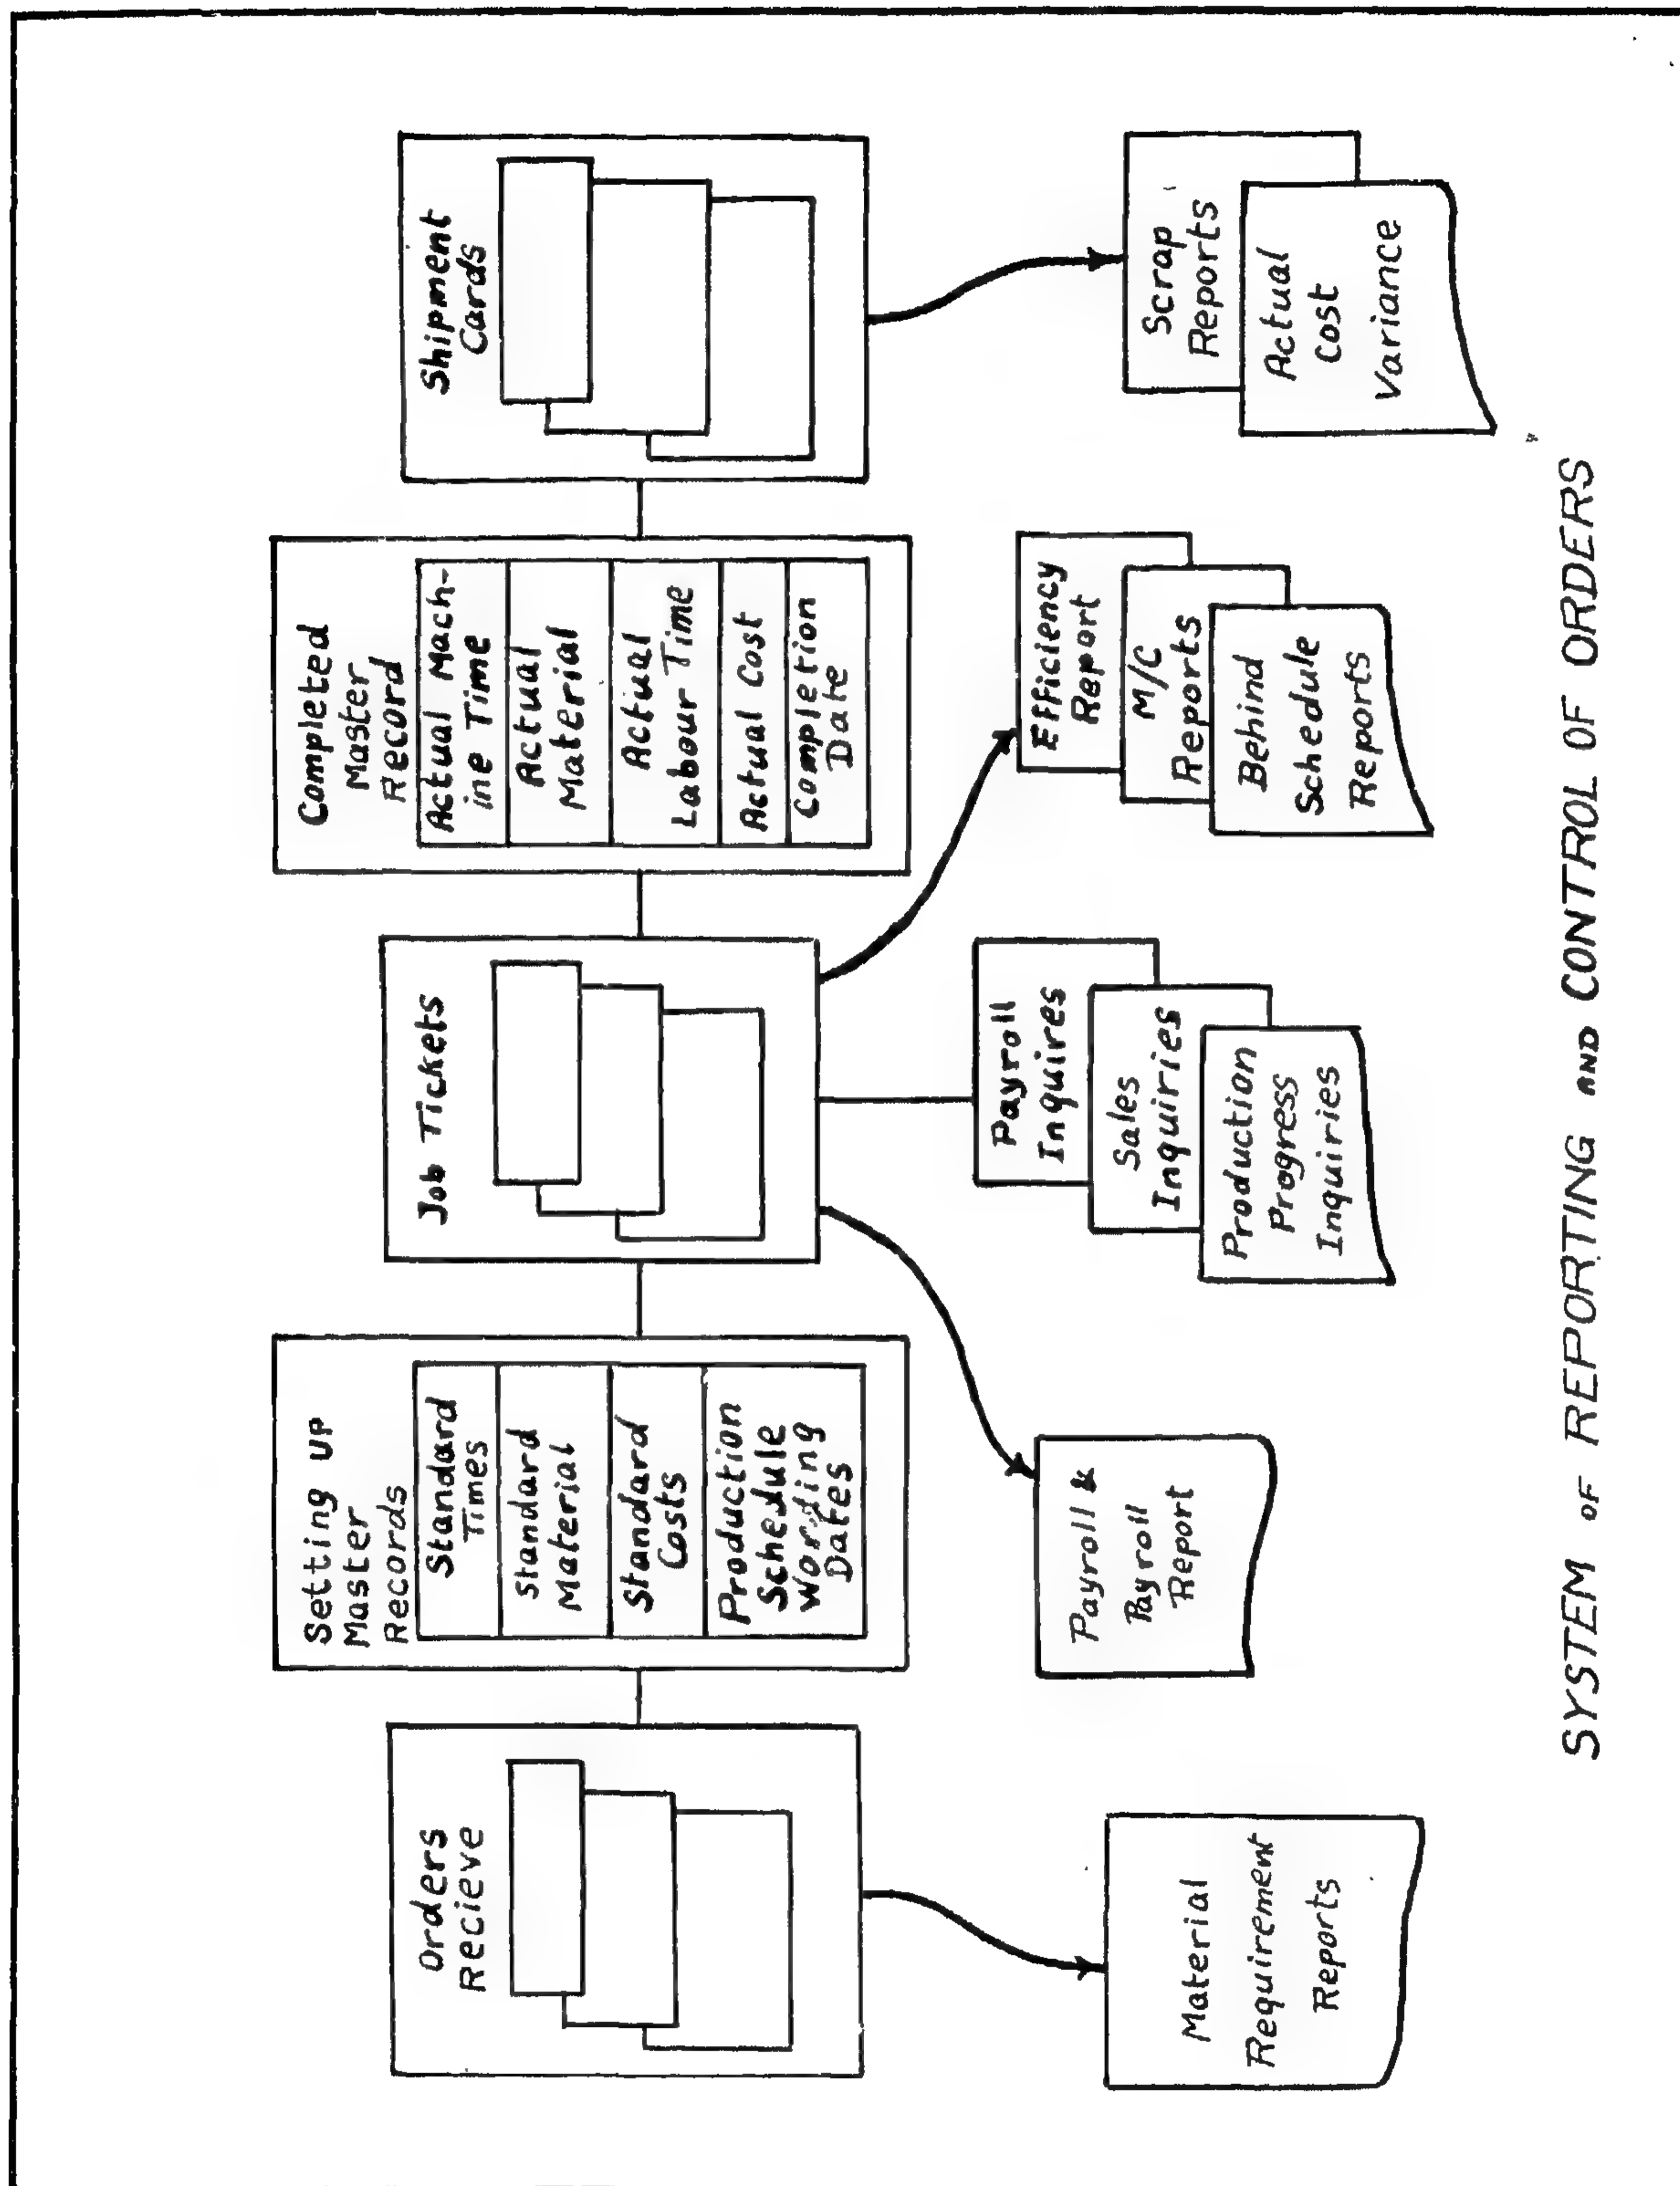 Orders
Recieve
Setting UP
Master
Records
Standard
Times
Standard
Material
Standard
Costs
Production
Schedule
Working
Dates
Job Tickets
Completed
Master
Record
Actual Mach-
ine Time
Actual
Material
Actual
Labour Time
Actual Cost
Completion
Date
Shipment
Cards
Material
Requirement
Reports
Payroll &
Payroll
Report
Payroll
Inquires
Sales
Inquiries
Production
Progress
Inquiries
Efficiency
Report
M/C
Reports
Behind
Schedule
Reports
Scrap
Reports
Actual
Cost
Variance
SYSTEM OF REPORTING AND CONTROL OF ORDERS